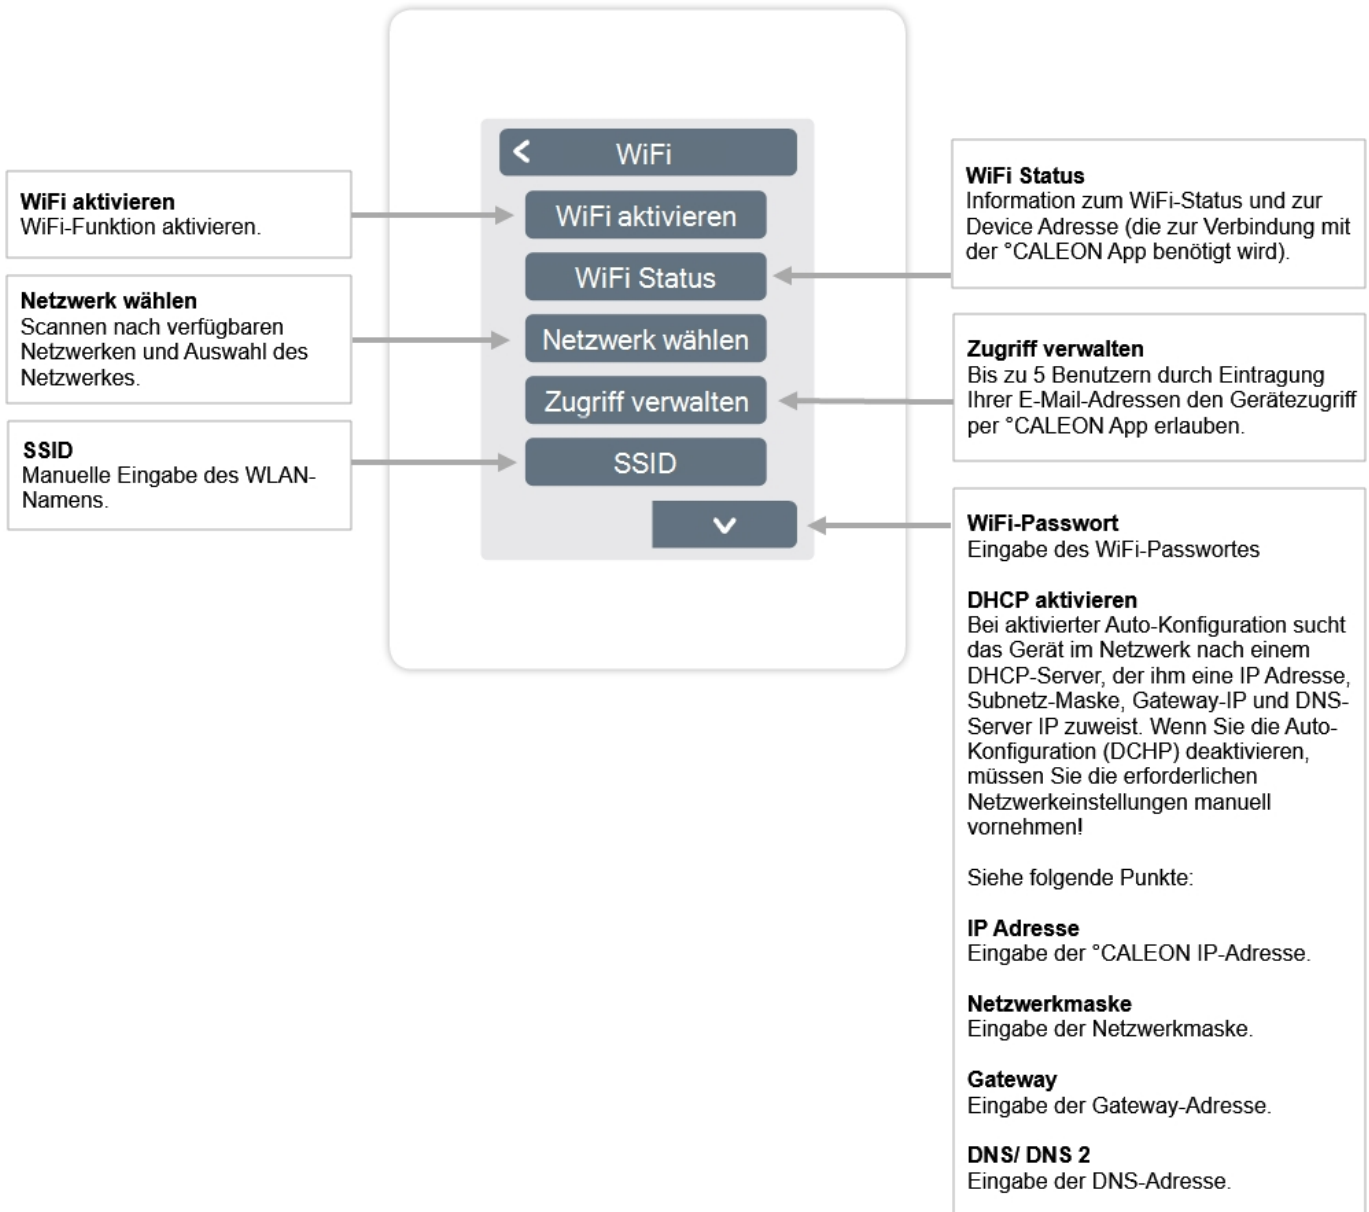 WiFi
WiFi aktivieren
WiFi Status
Netzwerk wählen
Zugriff verwalten
SSID
WiFi aktivieren
WiFi-Funktion aktivieren.
Netzwerk wählen
Scannen nach verfügbaren
Netzwerken und Auswahl des
Netzwerkes.
SSID
Manuelle Eingabe des WLAN-
Namens.
WiFi Status
Information zum WiFi-Status und zur
Device Adresse (die zur Verbindung mit
der °CALEON App benötigt wird).
Zugriff verwalten
Bis zu 5 Benutzern durch Eintragung
Ihrer E-Mail-Adressen den Gerätezugriff
per °CALEON App erlauben.
WiFi-Passwort
Eingabe des WiFi-Passwortes
DHCP aktivieren
Bei aktivierter Auto-Konfiguration sucht
das Gerät im Netzwerk nach einem
DHCP-Server, der ihm eine IP Adresse,
Subnetz-Maske, Gateway-IP und DNS-
Server IP zuweist. Wenn Sie die Auto-
Konfiguration (DCHP) deaktivieren,
müssen Sie die erforderlichen
Netzwerkeinstellungen manuell
vornehmen!
Siehe folgende Punkte:
IP Adresse
Eingabe der °CALEON IP-Adresse.
Netzwerkmaske
Eingabe der Netzwerkmaske.
Gateway
Eingabe der Gateway-Adresse.
DNS/ DNS 2
Eingabe der DNS-Adresse.